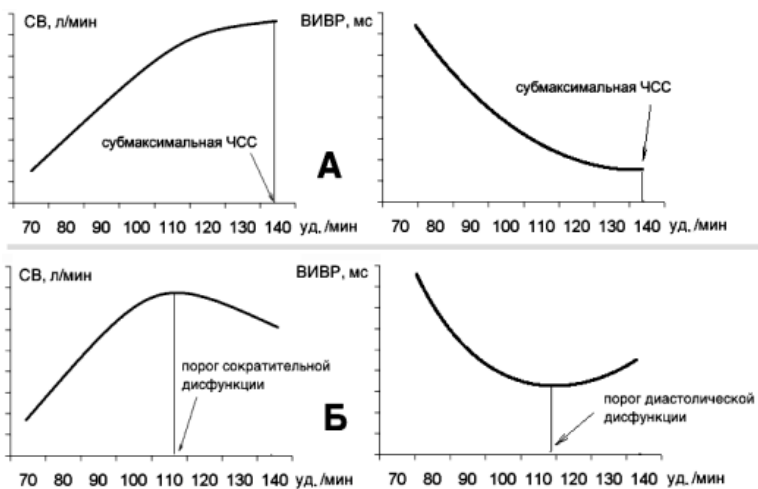 СВ, л/мин
субмаксимальная ЧСС
70 80 90 100 110 120 130 140 уд./мин
ВИВР, мс
субмаксимальная ЧСС
70 80 90 100 110 120 130 140 уд./мин
А
СВ, л/мин
порог сократительной
дисфункции
70 80 90 100 110 120 130 140 уд./мин
ВИВР, мс
порог диастолической
дисфункции
70 80 90 100 110 120 130 140 уд./мин
Б